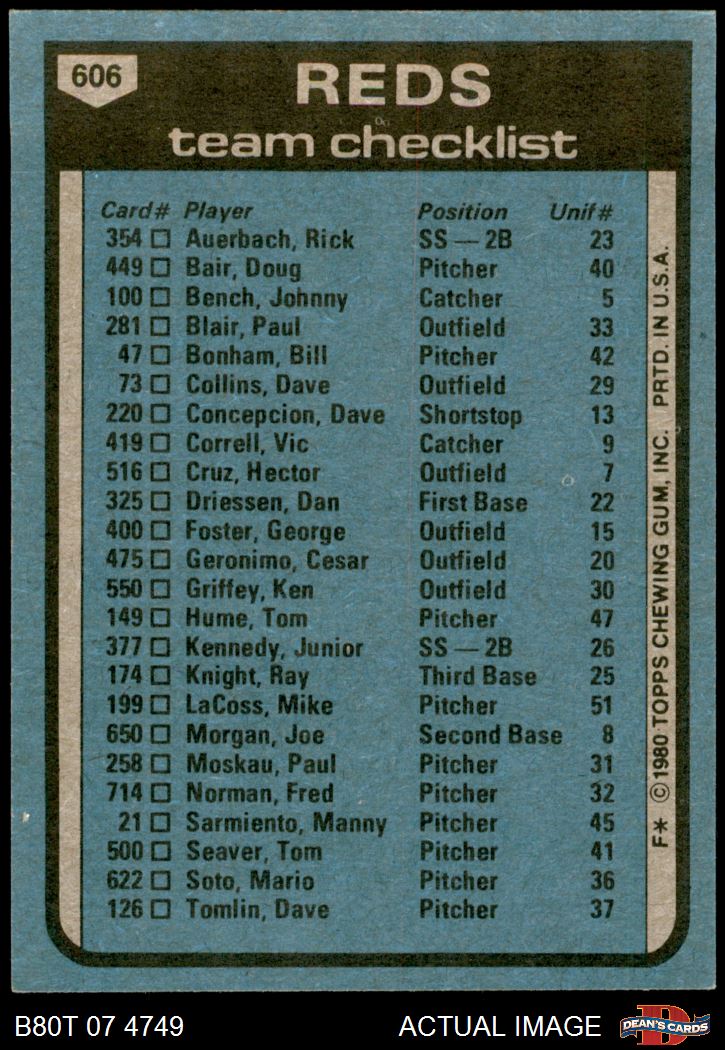 606
REDS
team checklist
Card# Player Position Unif#
354 Auerbach, Rick SS — 2B 23
449 Bair, Doug Pitcher 40
100 Bench, Johnny Catcher 5
281 Blair, Paul Outfield 33
47 Bonham, Bill Pitcher 42
73 Collins, Dave Outfield 29
220 Concepcion, Dave Shortstop 13
419 Correll, Vic Catcher 9
516 Cruz, Hector Outfield 7
325 Driessen, Dan First Base 22
400 Foster, George Outfield 15
475 Geronimo, Cesar Outfield 20
550 Griffey, Ken Outfield 30
149 Hume, Tom Pitcher 47
377 Kennedy, Junior SS — 2B 26
174 Knight, Ray Third Base 25
199 LaCoss, Mike Pitcher 51
650 Morgan, Joe Second Base 8
258 Moskau, Paul Pitcher 31
714 Norman, Fred Pitcher 32
21 Sarmiento, Manny Pitcher 45
500 Seaver, Tom Pitcher 41
622 Soto, Mario Pitcher 36
126 Tomlin, Dave Pitcher 37
F* © 1980 TOPPS CHEWING GUM, INC. PRTD. IN U.S.A.
B80T 07 4749 ACTUAL IMAGE
D
DEAN'S CARDS